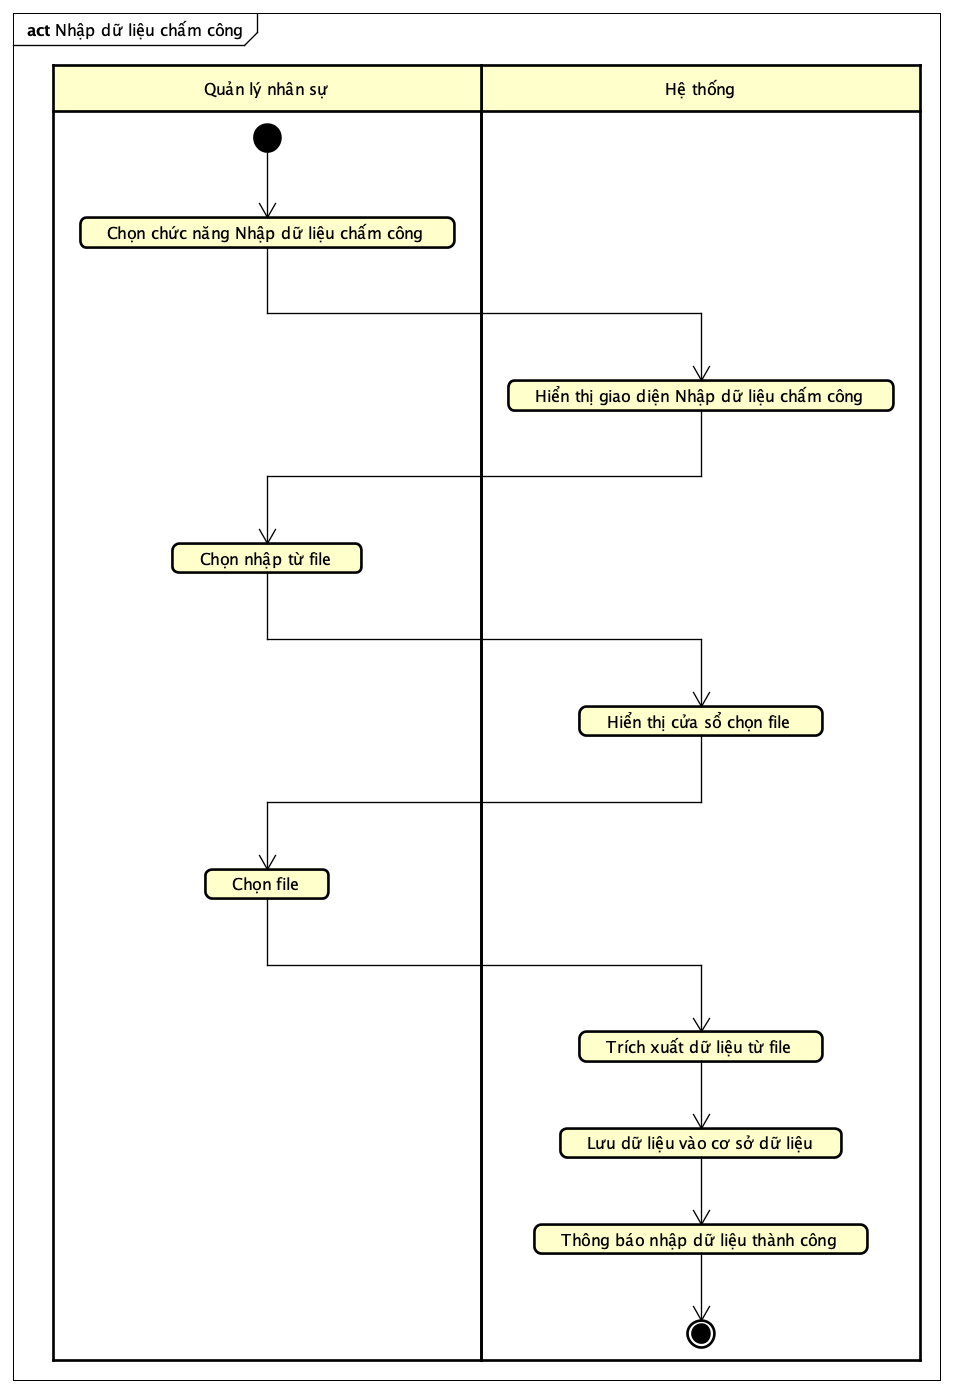 act Nhập dữ liệu chấm công
Quản lý nhân sự
Hệ thống
Chọn chức năng Nhập dữ liệu chấm công
Hiển thị giao diện Nhập dữ liệu chấm công
Chọn nhập từ file
Hiển thị cửa sổ chọn file
Chọn file
Trích xuất dữ liệu từ file
Lưu dữ liệu vào cơ sở dữ liệu
Thông báo nhập dữ liệu thành công